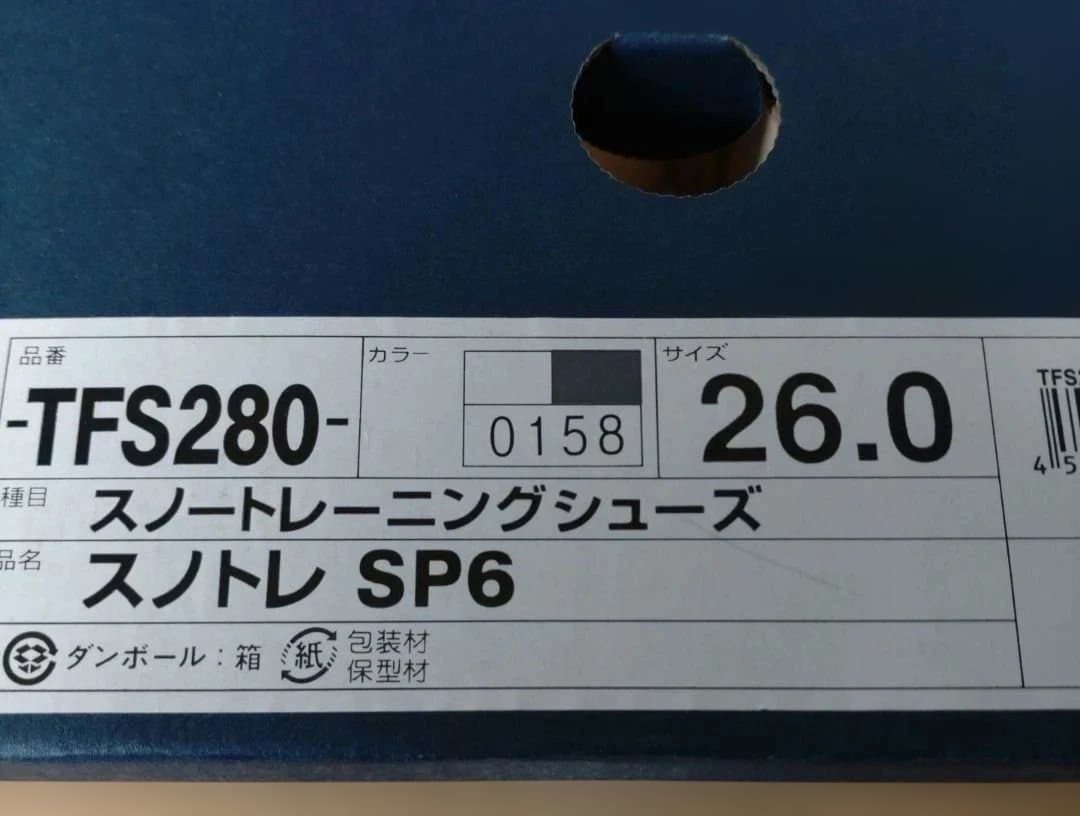 品番
-TFS280-
カラー
0158
サイズ
26.0
種目
スノートレーニングシューズ
品名
スノトレ SP6
ダンボール：箱
紙
包装材
保型材